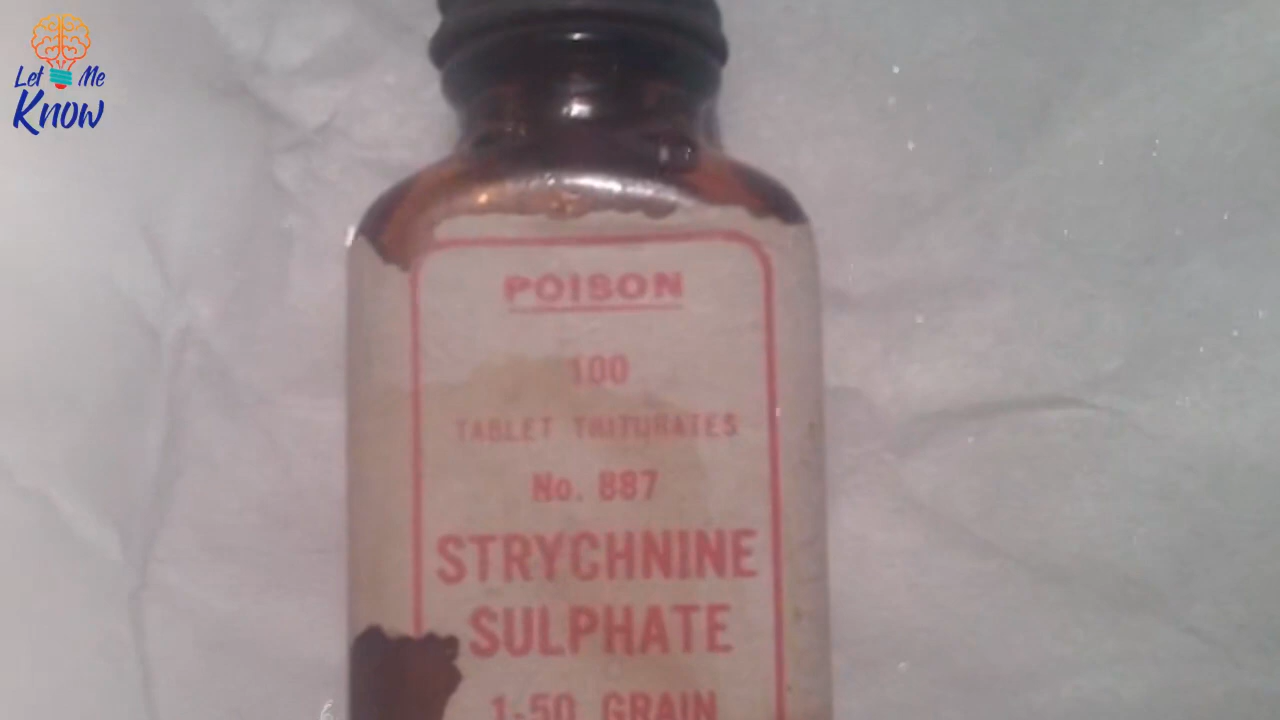 Let Me
Know
POISON
100
TABLET TRITURATES
No. 887
STRYCHNINE
SULPHATE
1-50 GRAIN